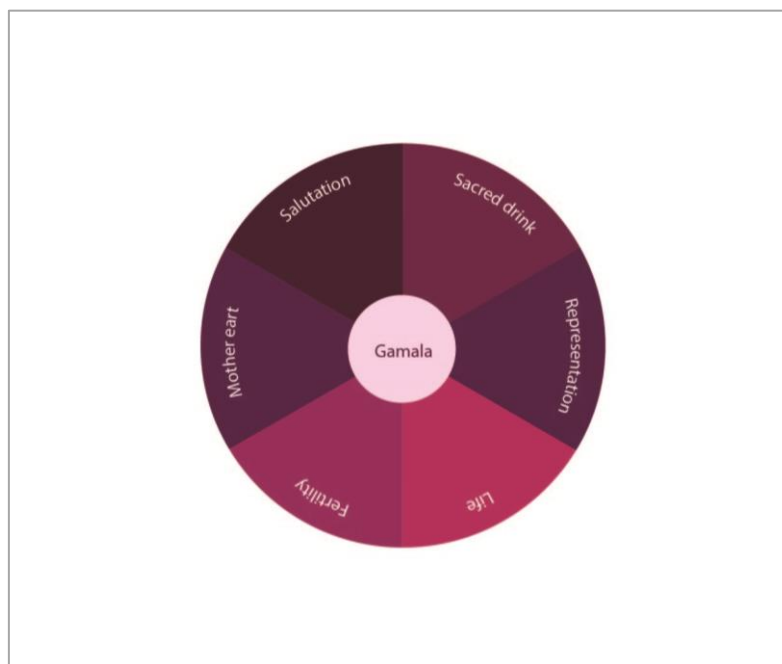 Salutation
Sacred drink
Mother eart
Representation
Gamala
Fertility
Life